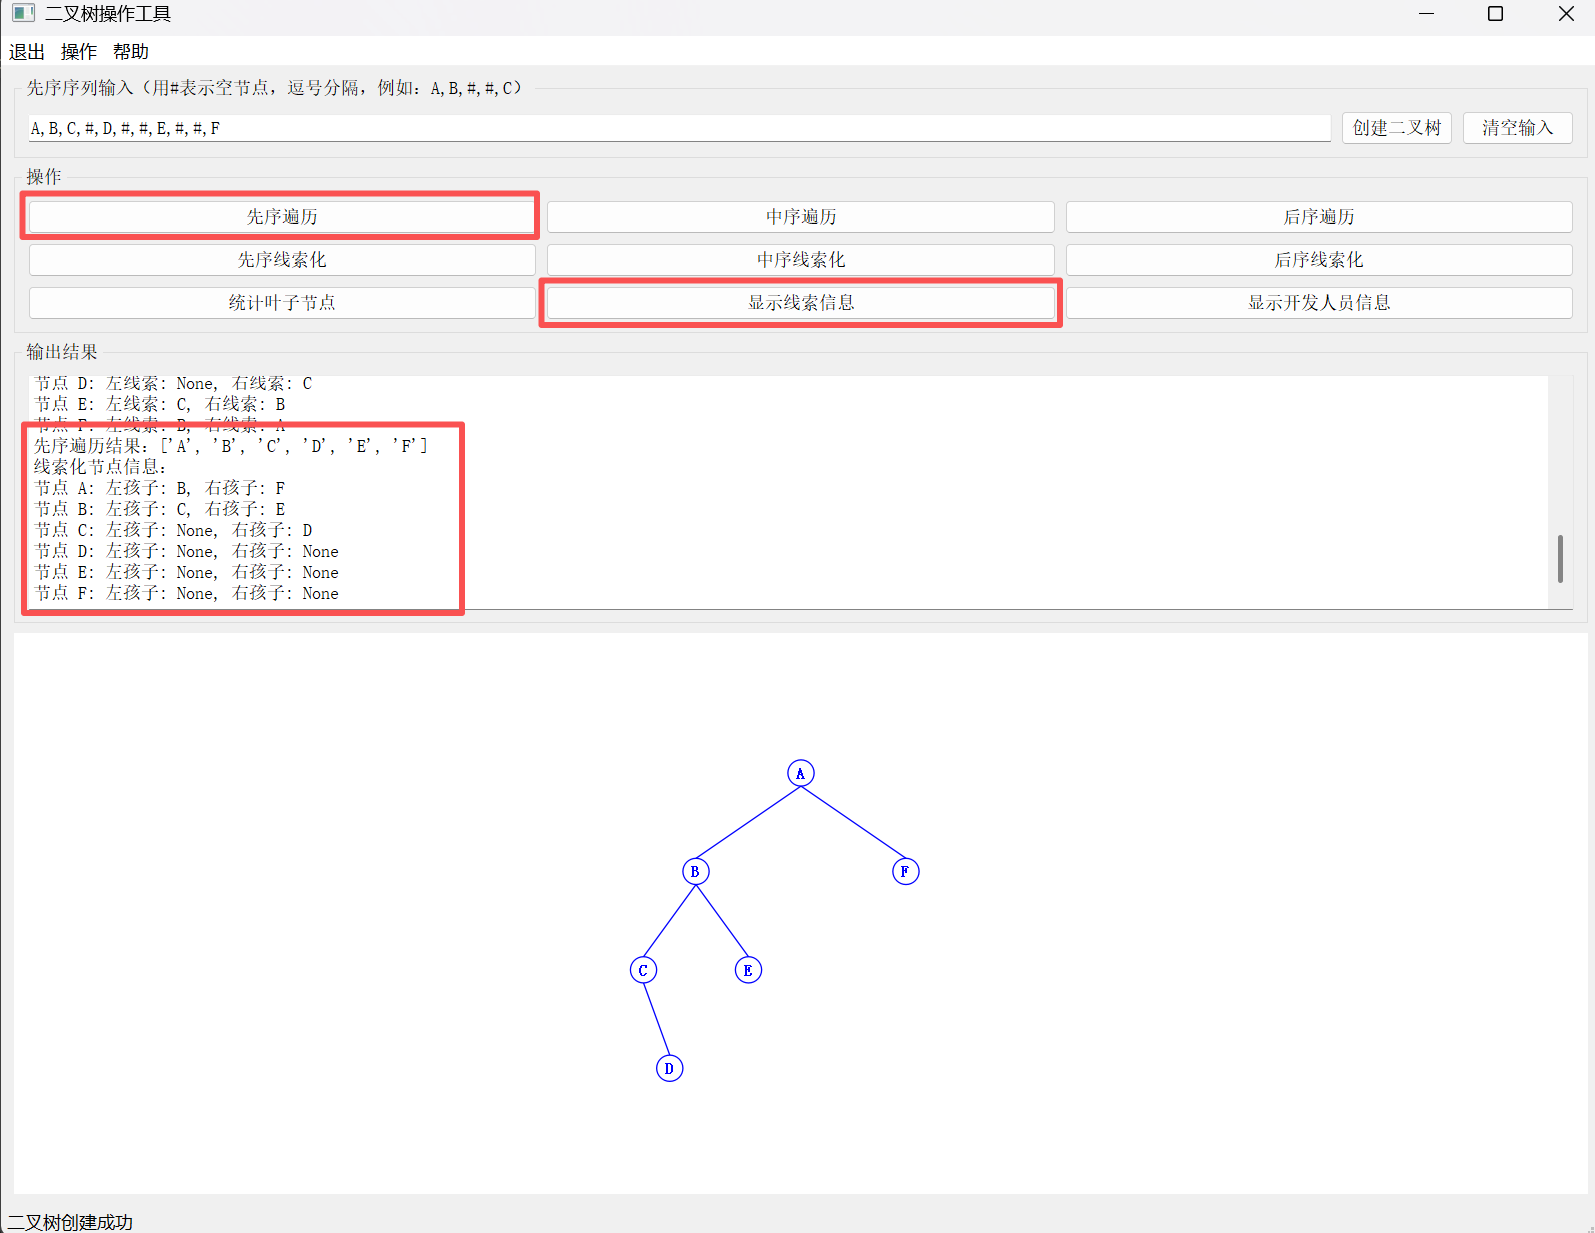 二叉树操作工具
退出 操作 帮助
先序序列输入（用#表示空节点，逗号分隔，例如：A,B,#,#,C）
A,B,C,#,D,#,#,E,#,#,F 创建二叉树 清空输入
操作
先序遍历 中序遍历 后序遍历
先序线索化 中序线索化 后序线索化
统计叶子节点 显示线索信息 显示开发人员信息
输出结果
节点 D: 左线索: None, 右线索: C
节点 E: 左线索: C, 右线索: B
节点 F: 左线索: B, 右线索: A
先序遍历结果: ['A', 'B', 'C', 'D', 'E', 'F']
线索化节点信息:
节点 A: 左孩子: B, 右孩子: F
节点 B: 左孩子: C, 右孩子: E
节点 C: 左孩子: None, 右孩子: D
节点 D: 左孩子: None, 右孩子: None
节点 E: 左孩子: None, 右孩子: None
节点 F: 左孩子: None, 右孩子: None
A
B F
C E
D
二叉树创建成功